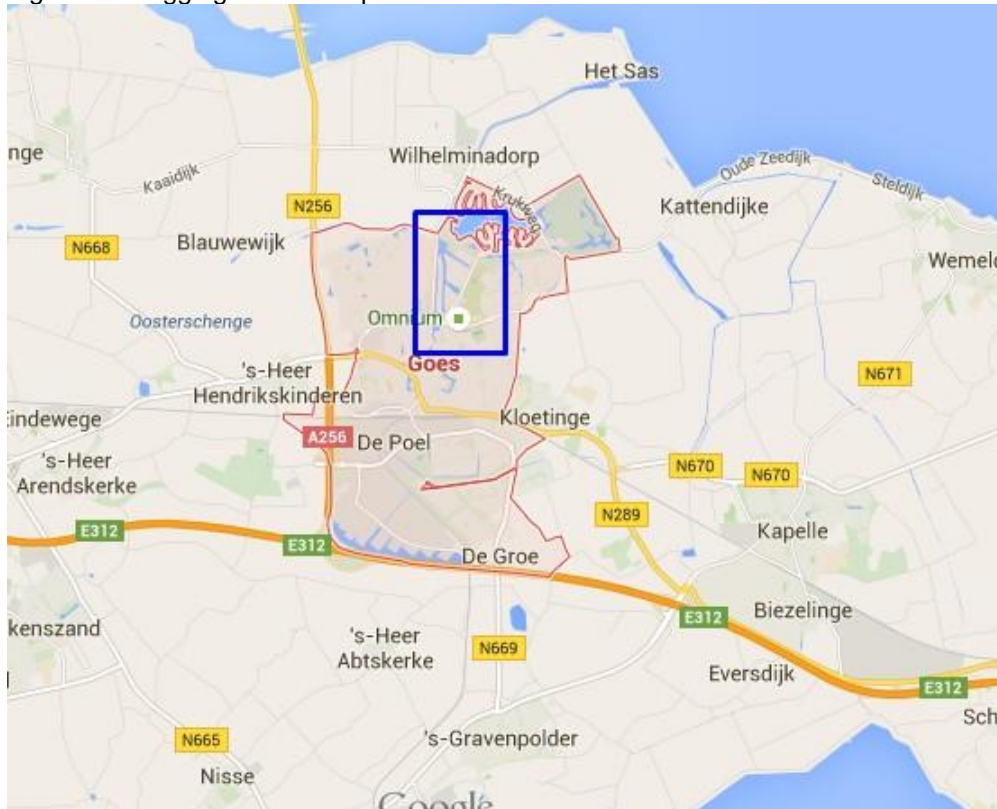 Het Sas
nge
Wilhelminadorp
Kaaidijk
Oude Zeedijk
Steldijk
Krukweg
N256
Kattendijke
N668
Blauwewijk
Wemeld
Omnium
Oosterschenge
Goes
's-Heer
Hendrikskinderen
N671
Eindewege
Kloetinge
A256
De Poel
's-Heer
Arendskerke
N670
N670
N289
E312
E312
Kapelle
De Groe
Biezelinge
E312
kenszand
's-Heer
Abtskerke
N669
Eversdijk
E312
Sch
N665
's-Gravenpolder
Nisse
Google